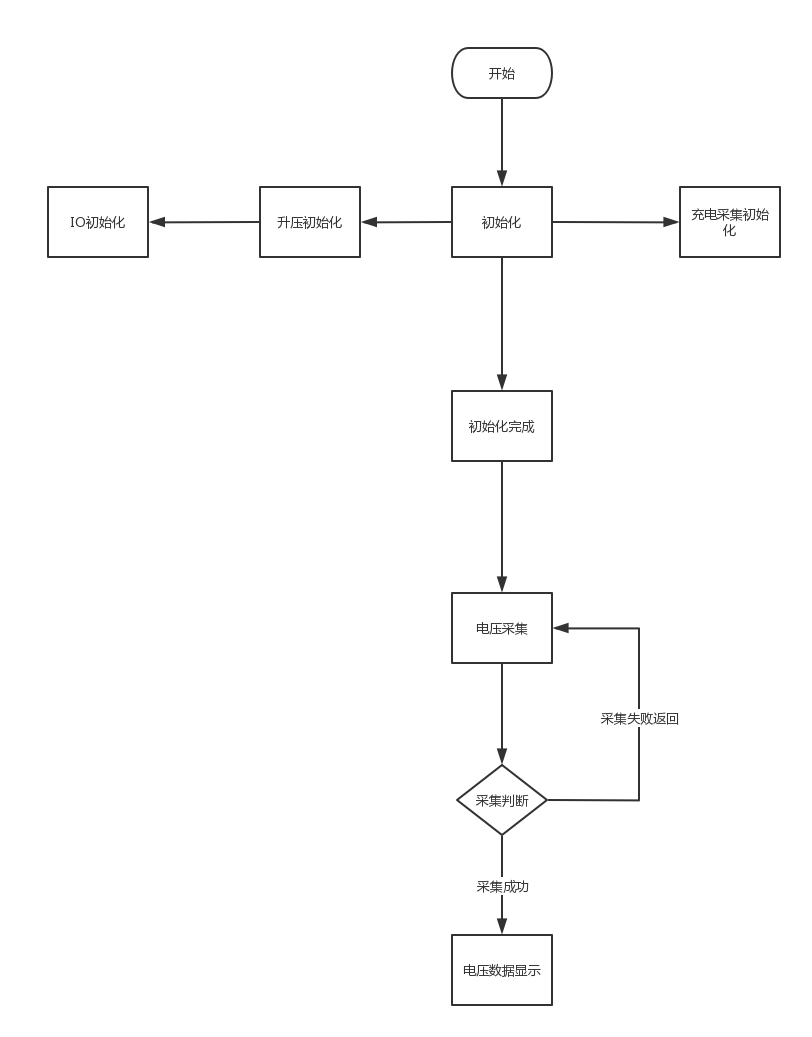 开始
IO初始化
升压初始化
初始化
充电采集初始
化
初始化完成
电压采集
采集失败返回
采集判断
采集成功
电压数据显示